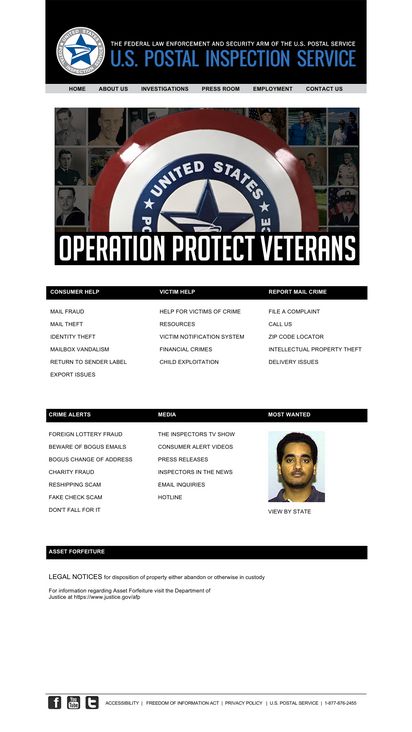 THE FEDERAL LAW ENFORCEMENT AND SECURITY ARM OF THE U.S. POSTAL SERVICE
U.S. POSTAL INSPECTION SERVICE
HOME ABOUT US INVESTIGATIONS PRESS ROOM EMPLOYMENT CONTACT US
UNITED STATES
OPERATION PROTECT VETERANS
CONSUMER HELP VICTIM HELP REPORT MAIL CRIME
MAIL FRAUD HELP FOR VICTIMS OF CRIME FILE A COMPLAINT
MAIL THEFT RESOURCES CALL US
IDENTITY THEFT VICTIM NOTIFICATION SYSTEM ZIP CODE LOCATOR
MAILBOX VANDALISM FINANCIAL CRIMES INTELLECTUAL PROPERTY THEFT
RETURN TO SENDER LABEL CHILD EXPLOITATION DELIVERY ISSUES
EXPORT ISSUES
CRIME ALERTS MEDIA MOST WANTED
FOREIGN LOTTERY FRAUD THE INSPECTORS TV SHOW
BEWARE OF BOGUS EMAILS CONSUMER ALERT VIDEOS
BOGUS CHANGE OF ADDRESS PRESS RELEASES
CHARITY FRAUD INSPECTORS IN THE NEWS
RESHIPPING SCAM EMAIL INQUIRIES
FAKE CHECK SCAM HOTLINE
DON'T FALL FOR IT VIEW BY STATE
ASSET FORFEITURE
LEGAL NOTICES for disposition of property either abandon or otherwise in custody
For information regarding Asset Forfeiture visit the Department of
Justice at https://www.justice.gov/afp
ACCESSIBILITY | FREEDOM OF INFORMATION ACT | PRIVACY POLICY | U.S. POSTAL SERVICE | 1-877-876-2455